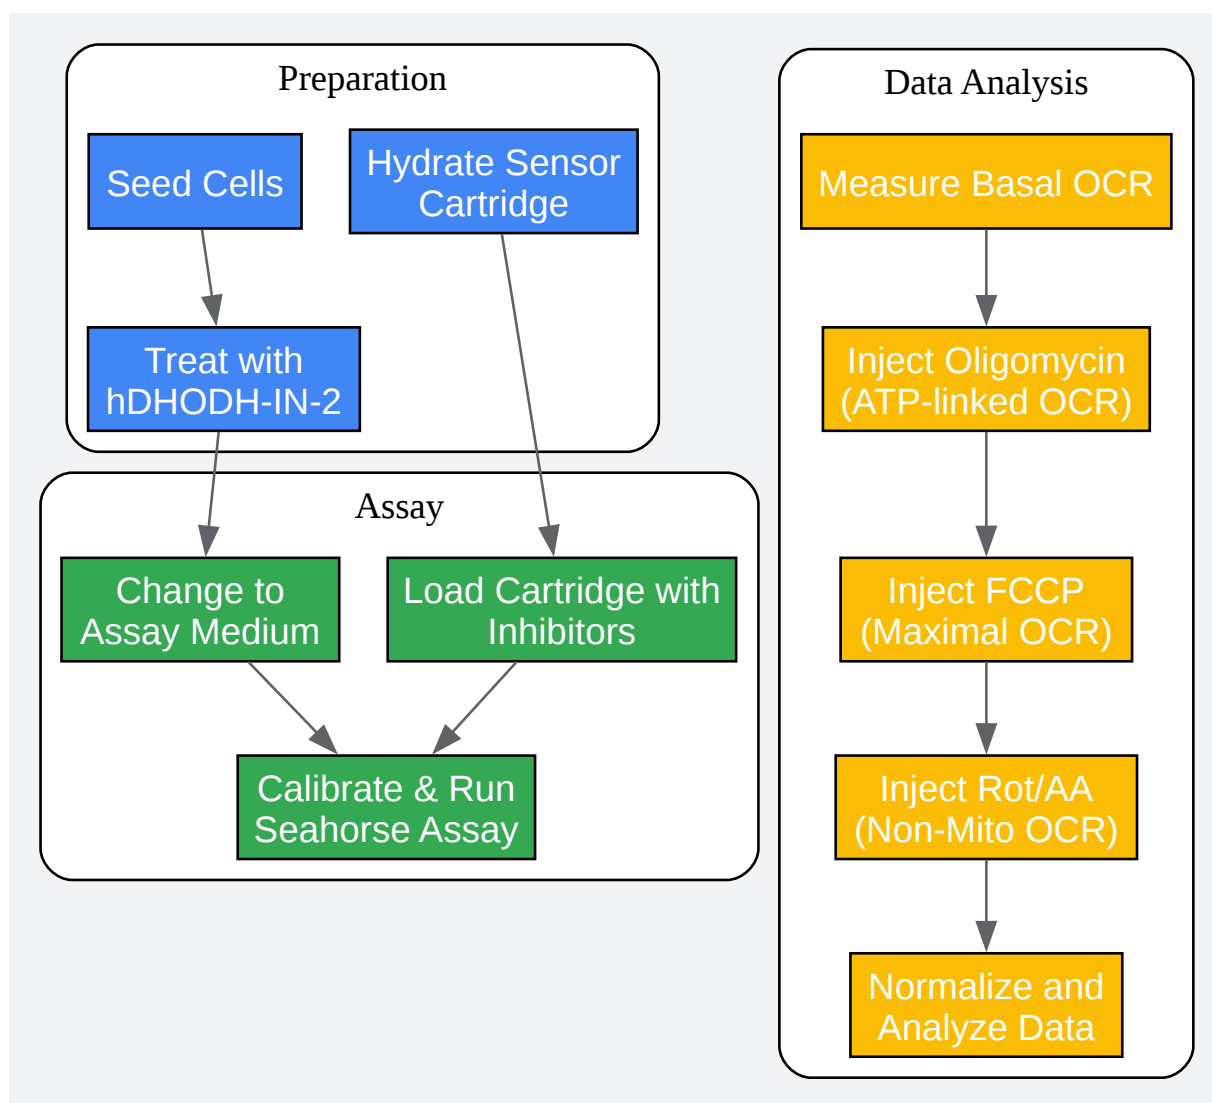 Preparation
Seed Cells
Hydrate Sensor
Cartridge
Treat with
hDHODH-IN-2
Assay
Change to
Assay Medium
Load Cartridge with
Inhibitors
Calibrate & Run
Seahorse Assay
Data Analysis
Measure Basal OCR
Inject Oligomycin
(ATP-linked OCR)
Inject FCCP
(Maximal OCR)
Inject Rot/AA
(Non-Mito OCR)
Normalize and
Analyze Data